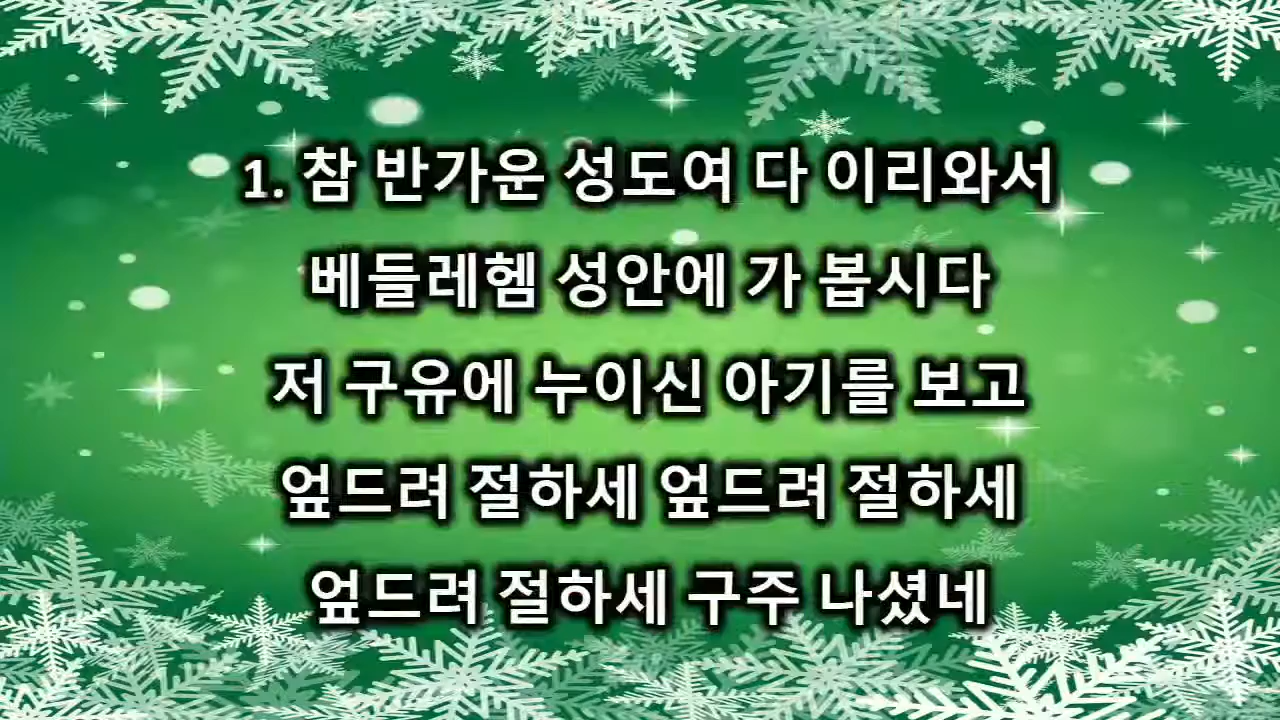 1. 참 반가운 성도여 다 이리와서
베들레헴 성안에 가 봅시다
저 구유에 누이신 아기를 보고
엎드려 절하세 엎드려 절하세
엎드려 절하세 구주 나셨네